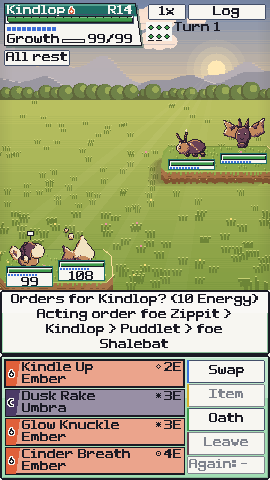 Kindlop R14
1x
Log
Turn 1
Growth 99/99
All rest
99
108
Orders for Kindlop? (10 Energy)
Acting order foe Zippit >
Kindlop > Puddlet > foe
Shalebat
Kindle Up 2E
Ember
Dusk Rake 3E
Umbra
Glow Knuckle 3E
Ember
Cinder Breath 4E
Ember
Swap
Item
Oath
Leave
Again: -